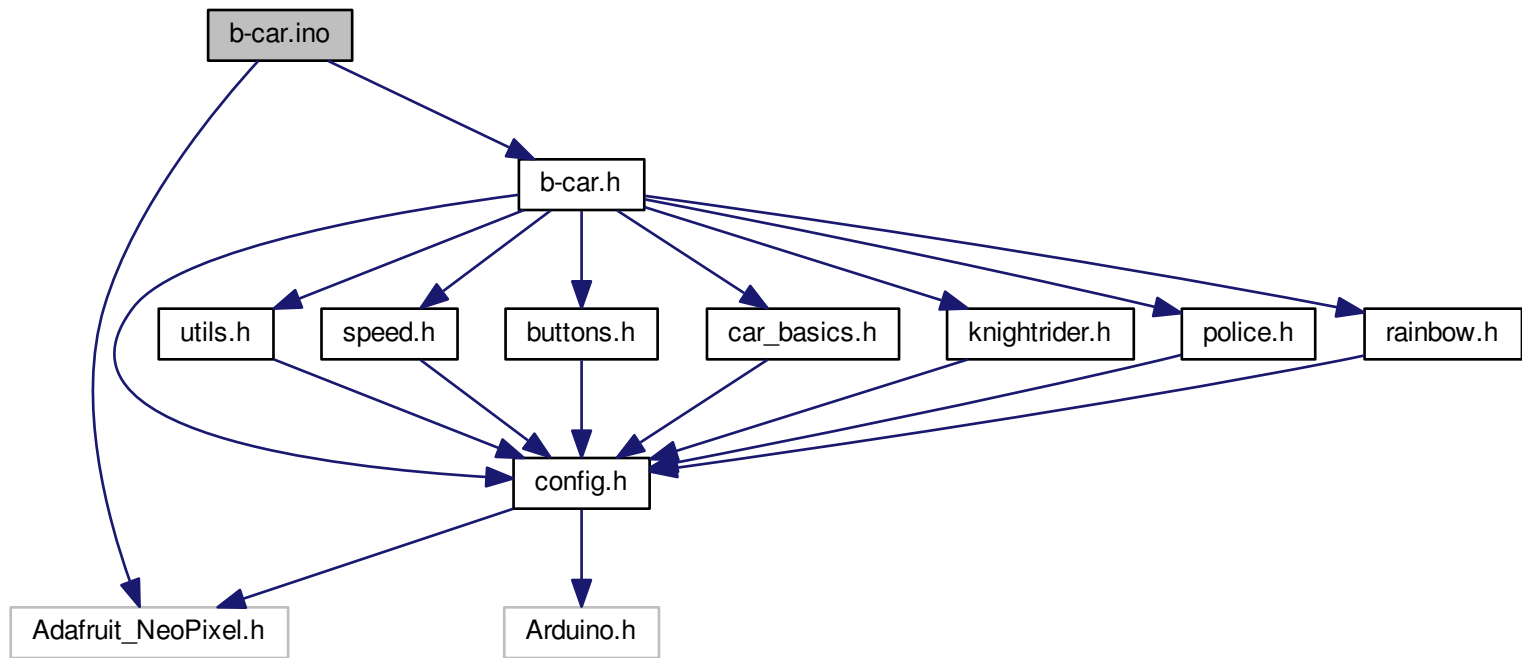 b-car.ino
b-car.h
utils.h
speed.h
buttons.h
car_basics.h
knightrider.h
police.h
rainbow.h
config.h
Adafruit_NeoPixel.h
Arduino.h